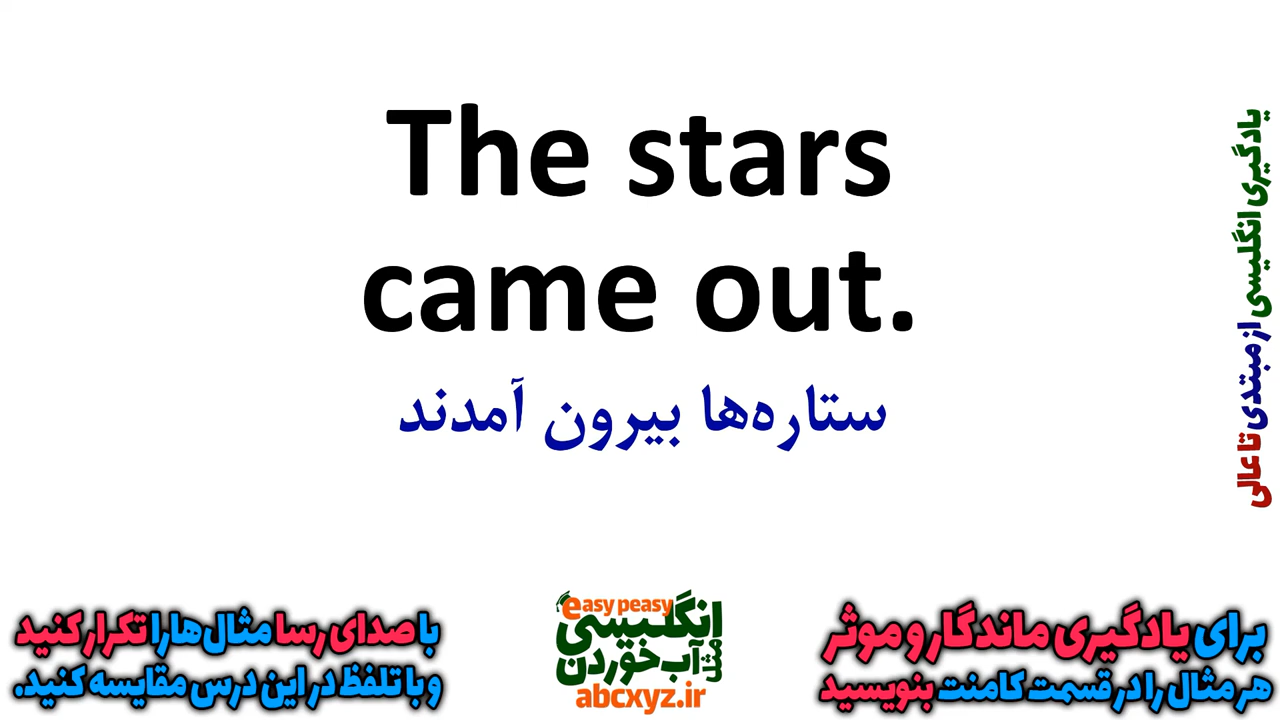 The stars
came out.
ستاره‌ها بیرون آمدند
یادگیری انگلیسی از مبتدی تا عالی
برای یادگیری ماندگار و موثر
هر مثال را در قسمت کامنت بنویسید
easy peasy
انگلیسی
مثل آب خوردن
abcxyz.ir
با صدای رسا مثال‌ها را تکرار کنید
و با تلفظ در این درس مقایسه کنید.